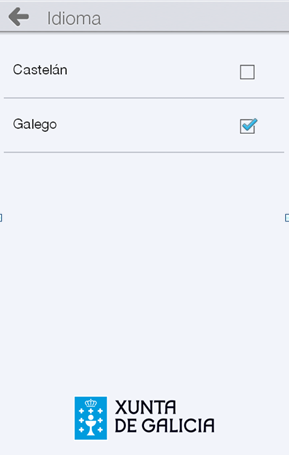 Idioma
Castelán
Galego
XUNTA
DE GALICIA